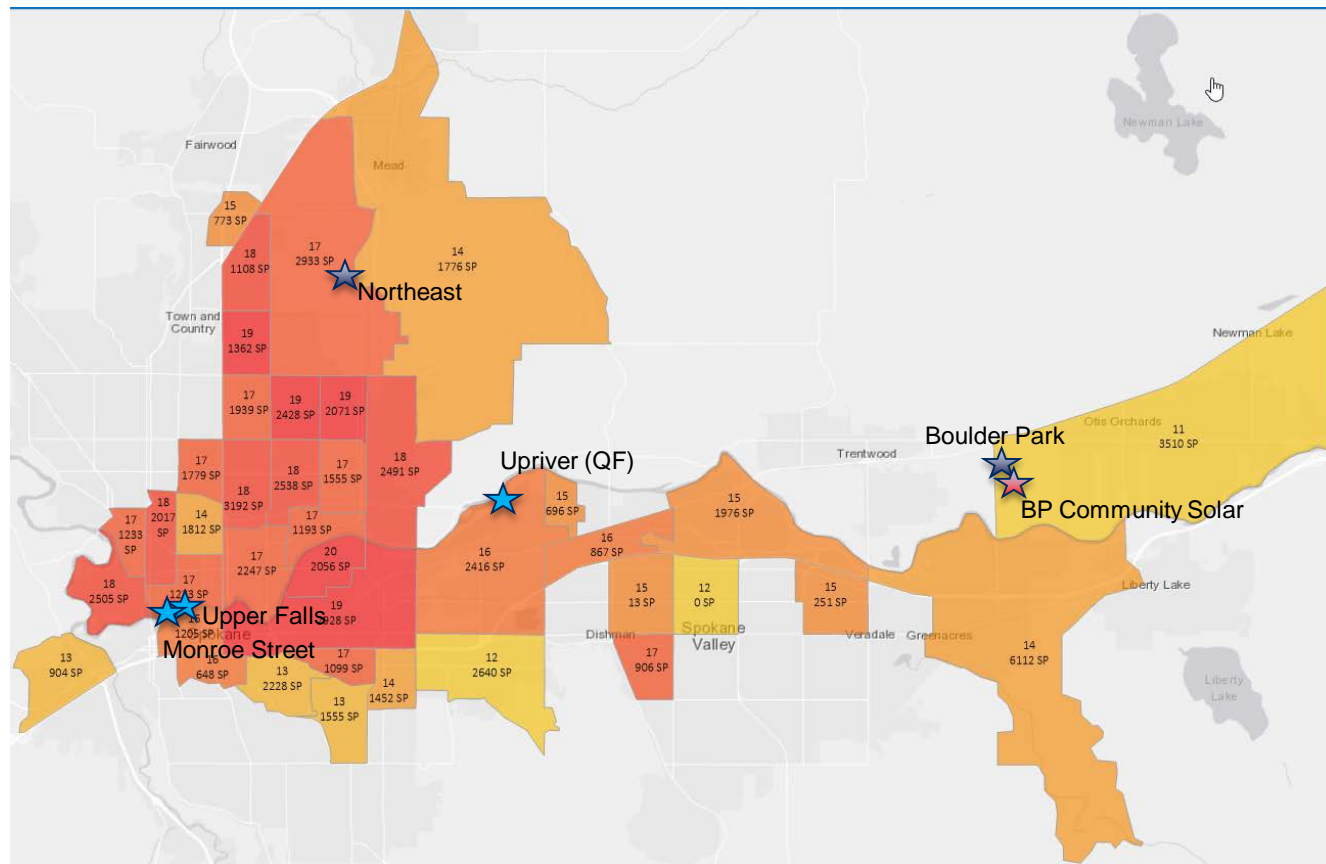 Newman Lake
Fairwood
Mead
15
773 SP
18
1108 SP
17
2933 SP
14
1776 SP
Northeast
Town and
Country
19
1362 SP
Newman Lake
17
1939 SP
19
2428 SP
19
2071 SP
Otis Orchards
11
3510 SP
Boulder Park
Trentwood
Upriver (QF)
17
1779 SP
18
3192 SP
18
2538 SP
17
1555 SP
18
2491 SP
BP Community Solar
15
696 SP
15
1976 SP
17
1233
SP
18
2017
SP
14
1812 SP
17
1193 SP
16
2416 SP
16
867 SP
17
2247 SP
20
2056 SP
18
2505 SP
17
Upper Falls
1205 SP
Spokane
Monroe Street
19
15
13 SP
12
0 SP
15
251 SP
Liberty Lake
Dishman
Spokane
Valley
Veradale
Greenacres
13
904 SP
16
648 SP
13
2228 SP
17
1099 SP
14
1452 SP
12
2640 SP
17
906 SP
14
6112 SP
13
1555 SP
Liberty
Lake